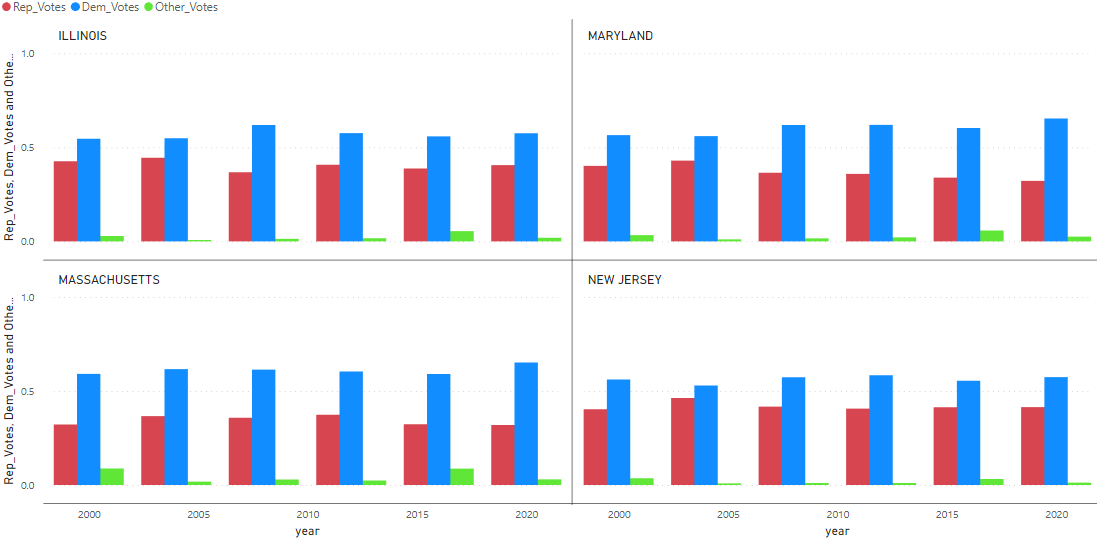 Rep_Votes Dem_Votes Other_Votes
ILLINOIS
MARYLAND
Rep_Votes, Dem_Votes and Othe...
1.0
0.5
0.0
MASSACHUSETTS
NEW JERSEY
Rep_Votes, Dem_Votes and Othe...
1.0
0.5
0.0
2000 2005 2010 2015 2020
year
2000 2005 2010 2015 2020
year